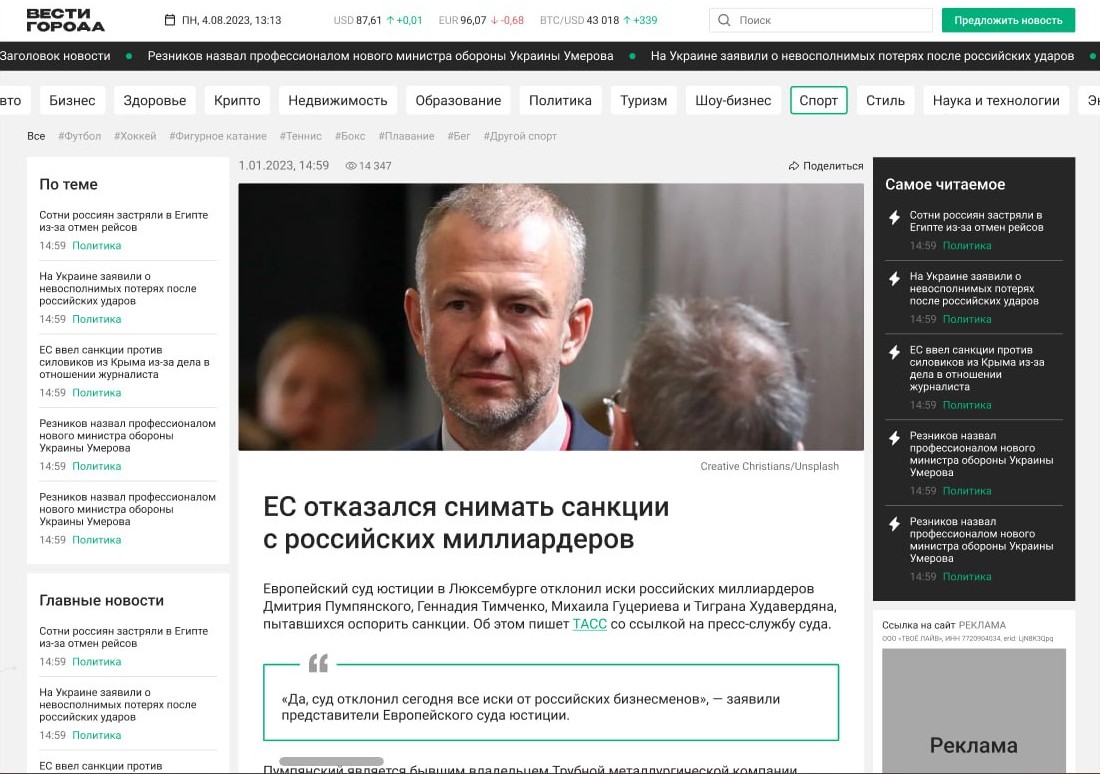 ВЕСТИ
ГОРОДА
ПН, 4.08.2023, 13:13
USD 87,61 ↑ +0,01 EUR 96,07 ↓ -0,68 BTC/USD 43 018 ↑ +339
Поиск
Предложить новость
Заголовок новости • Резников назвал профессионалом нового министра обороны Украины Умерова • На Украине заявили о невосполнимых потерях после российских ударов •
вто Бизнес Здоровье Крипто Недвижимость Образование Политика Туризм Шоу-бизнес Спорт Стиль Наука и технологии Эк
Все #Футбол #Хоккей #Фигурное катание #Теннис #Бокс #Плавание #Бег #Другой спорт
По теме
Сотни россиян застряли в Египте
из-за отмен рейсов
14:59 Политика
На Украине заявили о
невосполнимых потерях после
российских ударов
14:59 Политика
ЕС ввел санкции против
силовиков из Крыма из-за дела в
отношении журналиста
14:59 Политика
Резников назвал профессионалом
нового министра обороны
Украины Умерова
14:59 Политика
Резников назвал профессионалом
нового министра обороны
Украины Умерова
14:59 Политика
Главные новости
Сотни россиян застряли в Египте
из-за отмен рейсов
14:59 Политика
На Украине заявили о
невосполнимых потерях после
российских ударов
14:59 Политика
ЕС ввел санкции против
1.01.2023, 14:59 14 347
Поделиться
Creative Christians/Unsplash
ЕС отказался снимать санкции
с российских миллиардеров
Европейский суд юстиции в Люксембурге отклонил иски российских миллиардеров
Дмитрия Пумпянского, Геннадия Тимченко, Михаила Гуцериева и Тиграна Худавердяна,
пытавшихся оспорить санкции. Об этом пишет ТАСС со ссылкой на пресс-службу суда.
“
«Да, суд отклонил сегодня все иски от российских бизнесменов», — заявили
представители Европейского суда юстиции.
Пумпянский является бывшим владельцем Трубной металлургической компании
Самое читаемое
Сотни россиян застряли в
Египте из-за отмен рейсов
14:59 Политика
На Украине заявили о
невосполнимых потерях
после российских ударов
14:59 Политика
ЕС ввел санкции против
силовиков из Крыма из-за
дела в отношении
журналиста
14:59 Политика
Резников назвал
профессионалом нового
министра обороны Украины
Умерова
14:59 Политика
Резников назвал
профессионалом нового
министра обороны Украины
Умерова
14:59 Политика
Ссылка на сайт РЕКЛАМА
ООО «ТВОЁ ЛАЙВ», ИНН 7720904034, erid: LjN8K3Qpq
Реклама